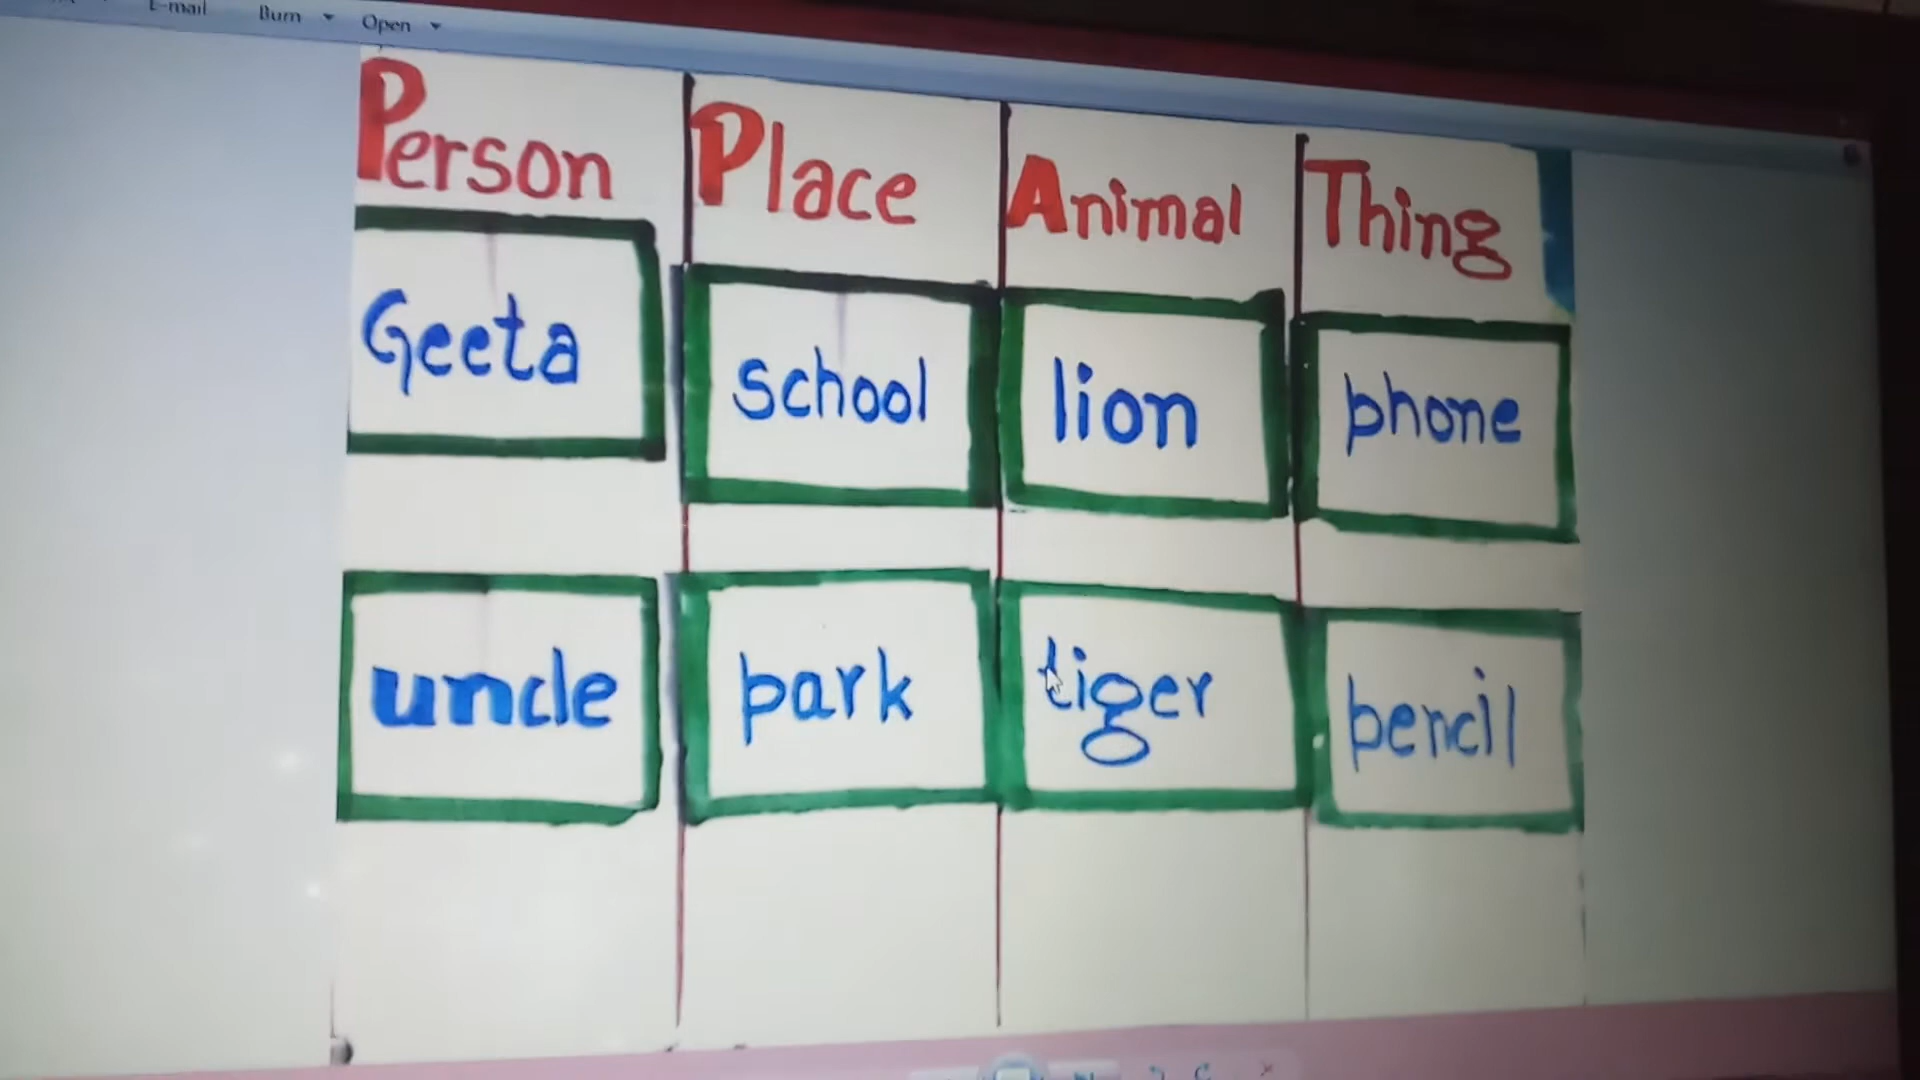 E-mail Burn Open
Person Place Animal Thing
Geeta school lion phone
uncle park tiger pencil